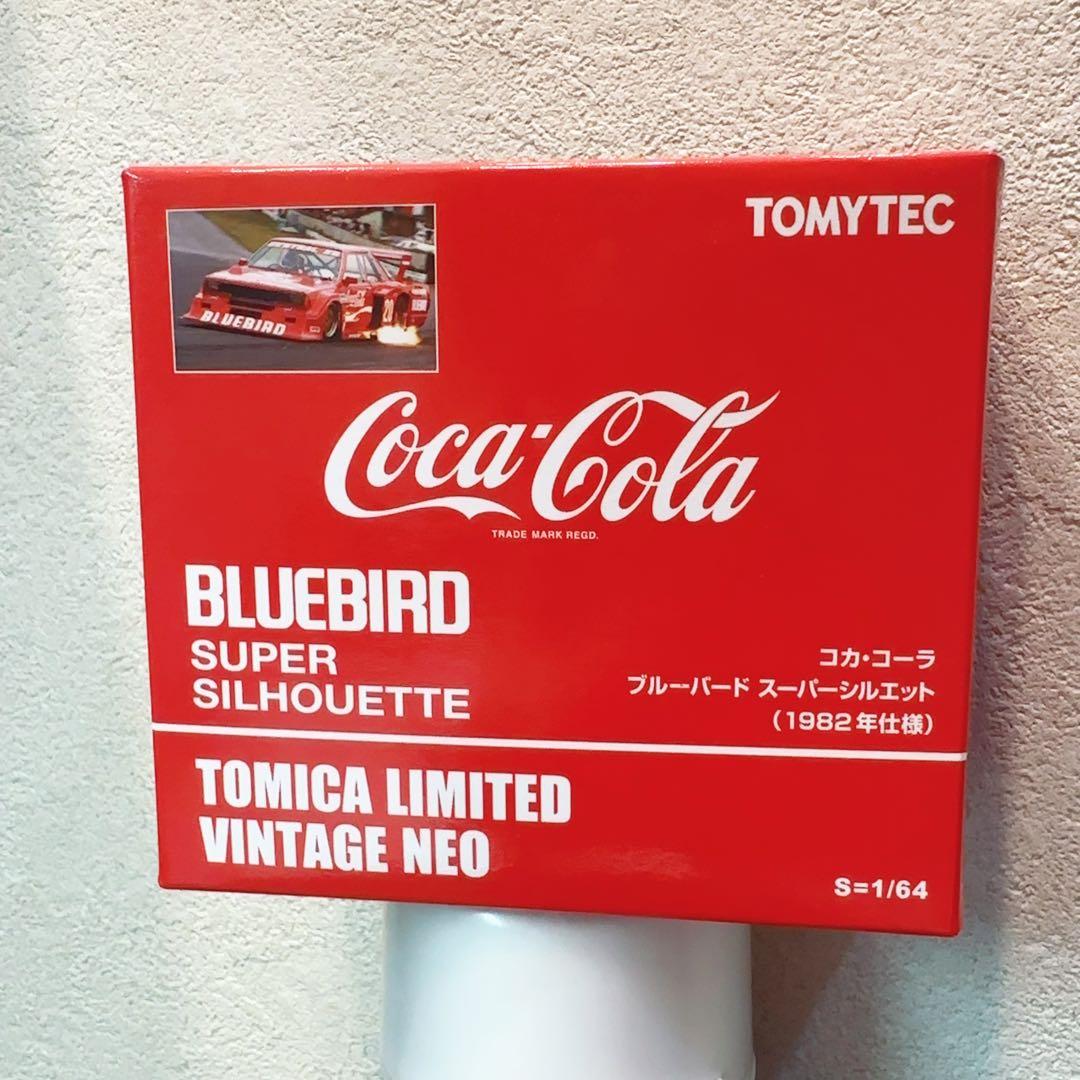 TOMYTEC
BLUEBIRD
20
Coca-Cola
TRADE MARK REGD.
BLUEBIRD
SUPER
SILHOUETTE
コカ・コーラ
ブルーバード スーパーシルエット
(1982年仕様)
TOMICA LIMITED
VINTAGE NEO
S=1/64